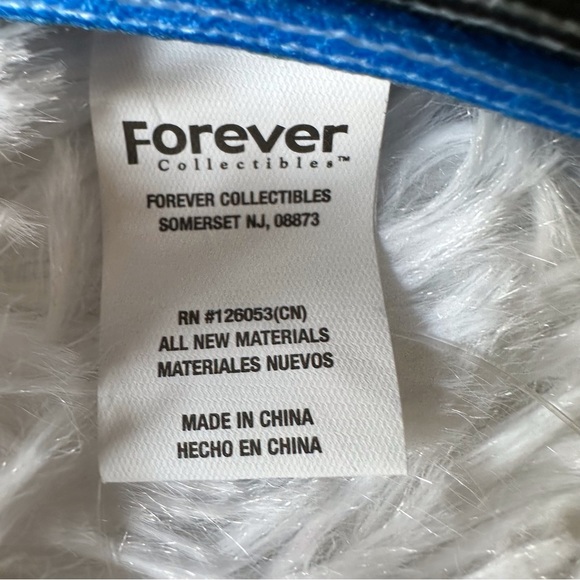 Forever
Collectibles™
FOREVER COLLECTIBLES
SOMERSET NJ, 08873
RN #126053(CN)
ALL NEW MATERIALS
MATERIALES NUEVOS
MADE IN CHINA
HECHO EN CHINA